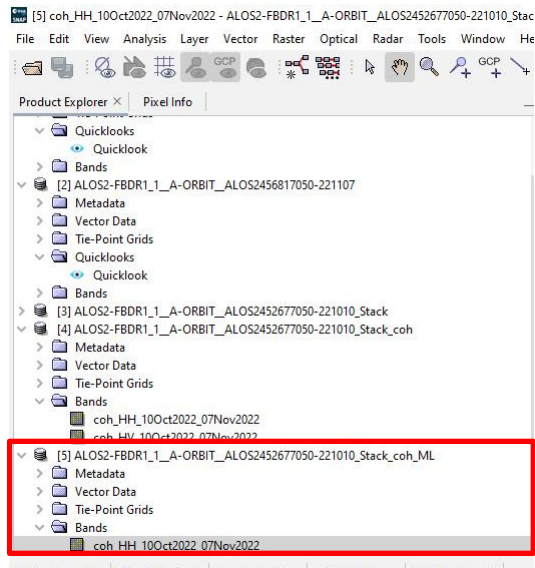 [5] coh_HH_10Oct2022_07Nov2022 - ALOS2-FBDR1_1__A-ORBIT__ALOS2452677050-221010_Stac
File Edit View Analysis Layer Vector Raster Optical Radar Tools Window He
GCP GCP
Product Explorer × Pixel Info
Quicklooks
Quicklook
Bands
[2] ALOS2-FBDR1_1__A-ORBIT__ALOS2456817050-221107
Metadata
Vector Data
Tie-Point Grids
Quicklooks
Quicklook
Bands
[3] ALOS2-FBDR1_1__A-ORBIT__ALOS2452677050-221010_Stack
[4] ALOS2-FBDR1_1__A-ORBIT__ALOS2452677050-221010_Stack_coh
Metadata
Vector Data
Tie-Point Grids
Bands
coh_HH_10Oct2022_07Nov2022
coh_HV_10Oct2022_07Nov2022
[5] ALOS2-FBDR1_1__A-ORBIT__ALOS2452677050-221010_Stack_coh_ML
Metadata
Vector Data
Tie-Point Grids
Bands
coh_HH_10Oct2022_07Nov2022